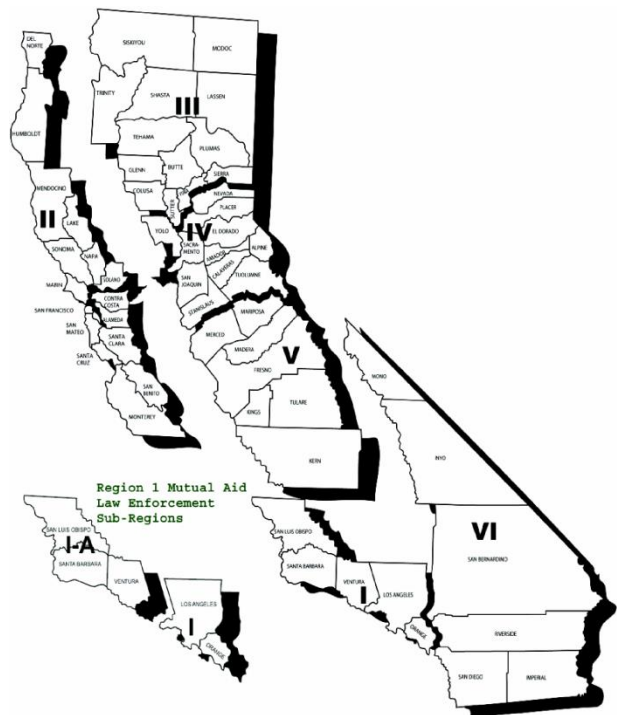 DEL
NORTE
SISKIYOU
MODOC
TRINITY
SHASTA
LASSEN
III
HUMBOLDT
TEHAMA
PLUMAS
MENDOCINO
GLENN
BUTTE
SIERRA
COLUSA
SUTTER
NEVADA
PLACER
II
LAKE
YOLO
IV
EL DORADO
SONOMA
NAPA
SACRA-
MENTO
ALPINE
AMADOR
CALAVERAS
SOLANO
SAN
JOAQUIN
TUOLUMNE
MARIN
CONTRA
COSTA
SAN FRANCISCO
ALAMEDA
STANISLAUS
MARIPOSA
SAN
MATEO
SANTA
CLARA
MERCED
MADERA
V
SANTA
CRUZ
FRESNO
MONO
SAN
BENITO
MONTEREY
KINGS
TULARE
KERN
INYO
Region 1 Mutual Aid
Law Enforcement
Sub-Regions
SAN LUIS OBISPO
I-A
SANTA BARBARA
VENTURA
LOS ANGELES
I
ORANGE
SAN LUIS OBISPO
SANTA BARBARA
VENTURA
I
LOS ANGELES
ORANGE
VI
SAN BERNARDINO
RIVERSIDE
SAN DIEGO
IMPERIAL